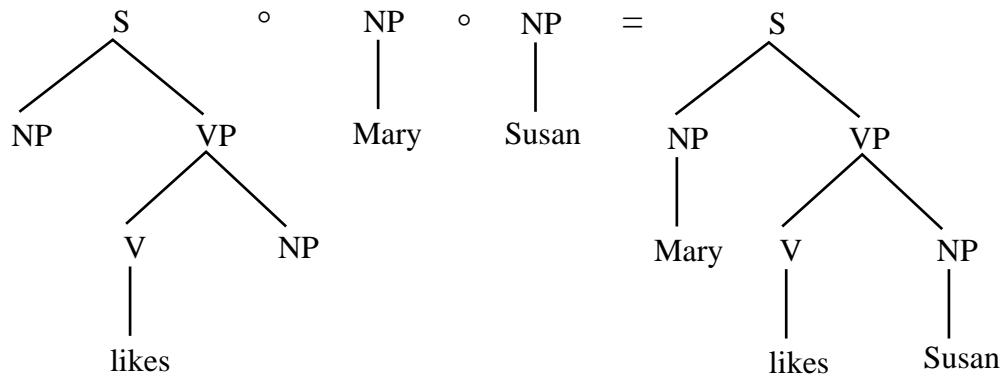 S ° NP ° NP = S
NP VP Mary Susan NP VP
V NP Mary V NP
likes likes Susan